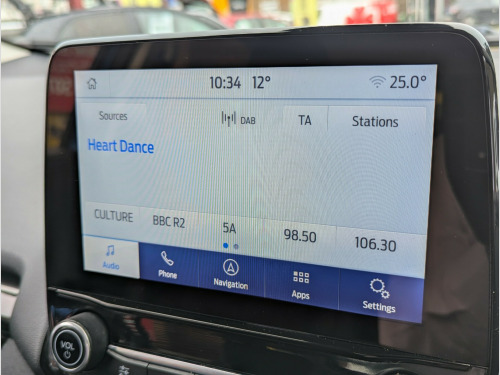 10:34 12° 25.0°
Sources DAB TA Stations
Heart Dance
CULTURE BBC R2 5A 98.50 106.30
Audio Phone Navigation Apps Settings
VOL